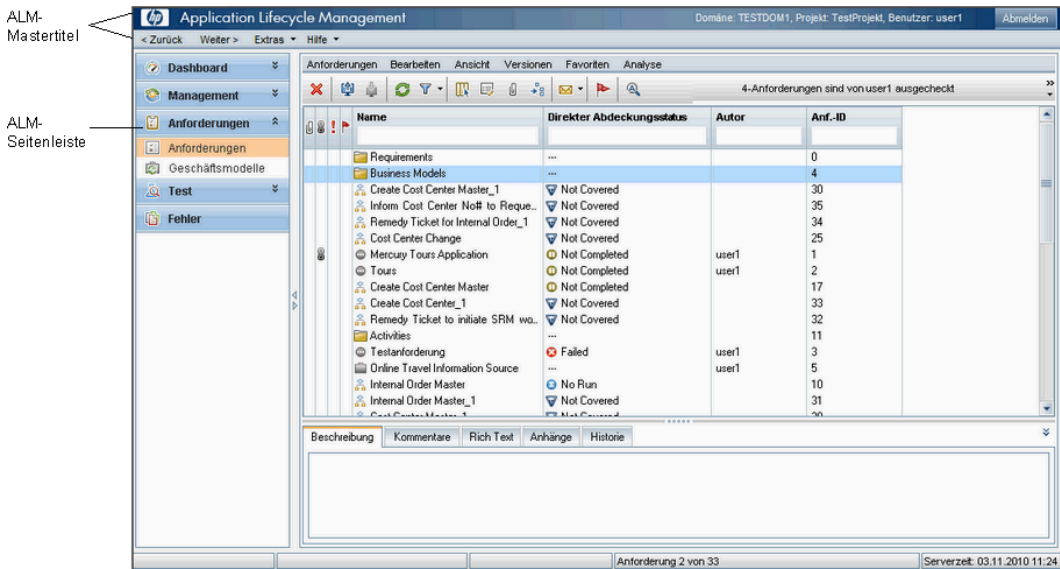 ALM-
Mastertitel
hp Application Lifecycle Management Domäne: TESTDOM1, Projekt: TestProjekt, Benutzer: user1 Abmelden
< Zurück Weiter > Extras Hilfe
ALM-
Seitenleiste
Dashboard
Management
Anforderungen
Anforderungen
Geschäftsmodelle
Test
Fehler
Anforderungen Bearbeiten Ansicht Versionen Favoriten Analyse
4-Anforderungen sind von user1 ausgecheckt
Name Direkter Abdeckungsstatus Autor Anf.-ID
Requirements --- 0
Business Models --- 4
Create Cost Center Master_1 Not Covered 30
Inform Cost Center No# to Reque.. Not Covered 35
Remedy Ticket for Internal Order_1 Not Covered 34
Cost Center Change Not Covered 25
Mercury Tours Application Not Completed user1 1
Tours Not Completed user1 2
Create Cost Center Master Not Completed 17
Create Cost Center_1 Not Covered 33
Remedy Ticket to initiate SRM wo.. Not Covered 32
Activities --- 11
Testanforderung Failed user1 3
Online Travel Information Source --- user1 5
Internal Order Master No Run 10
Internal Order Master_1 Not Covered 31
Beschreibung Kommentare Rich Text Anhänge Historie
Anforderung 2 von 33 Serverzeit: 03.11.2010 11:24